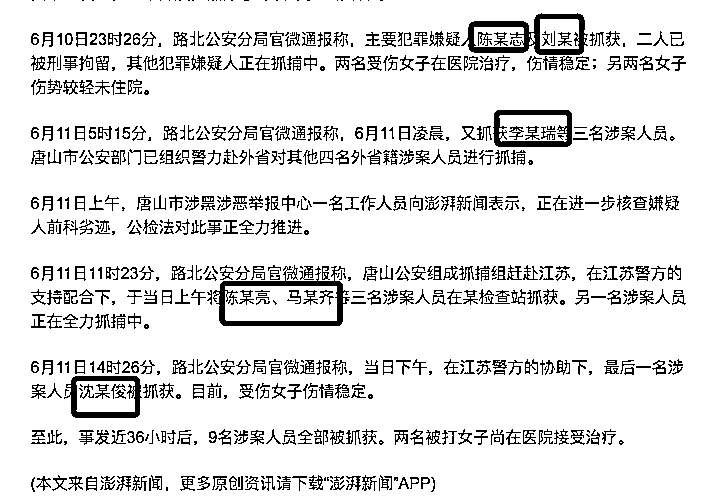 6月10日23时26分，路北公安分局官微通报称，主要犯罪嫌疑人陈某志及刘某被抓获，二人已
被刑事拘留，其他犯罪嫌疑人正在抓捕中。两名受伤女子在医院治疗，伤情稳定；另两名女子
伤势较轻未住院。
6月11日5时15分，路北公安分局官微通报称，6月11日凌晨，又抓获李某瑞等三名涉案人员。
唐山市公安部门已组织警力赴外省对其他四名外省籍涉案人员进行抓捕。
6月11日上午，唐山市涉黑涉恶举报中心一名工作人员向澎湃新闻表示，正在进一步核查嫌疑
人前科劣迹，公检法对此事正全力推进。
6月11日11时23分，路北公安分局官微通报称，唐山公安组成抓捕组赶赴江苏，在江苏警方的
支持配合下，于当日上午将陈某亮、马某齐等三名涉案人员在某检查站抓获。另一名涉案人员
正在全力抓捕中。
6月11日14时26分，路北公安分局官微通报称，当日下午，在江苏警方的协助下，最后一名涉
案人员沈某俊被抓获。目前，受伤女子伤情稳定。
至此，事发近36小时后，9名涉案人员全部被抓获。两名被打女子尚在医院接受治疗。
(本文来自澎湃新闻，更多原创资讯请下载“澎湃新闻”APP)